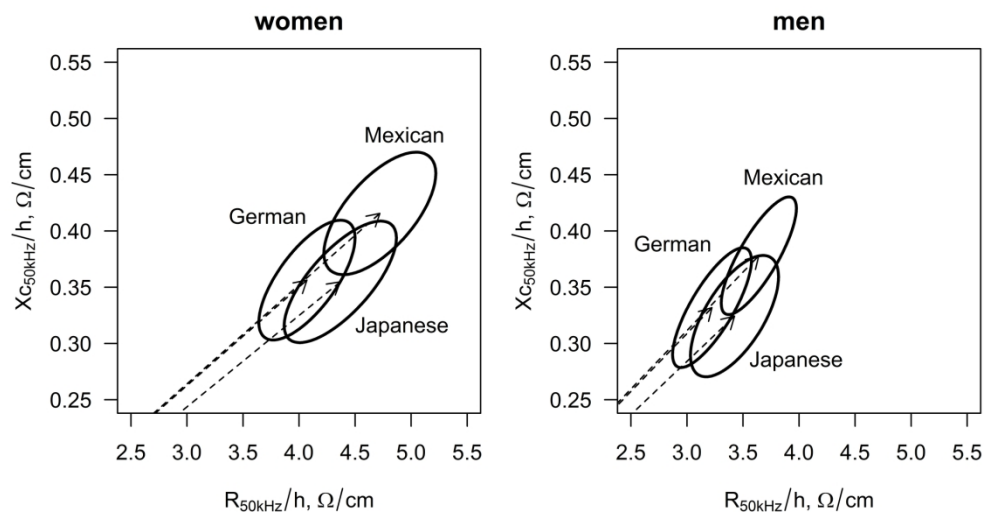 women
0.55
0.50
0.45
0.40
0.35
0.30
0.25
Xc50kHz/h, Ω/cm
Mexican
German
Japanese
2.5 3.0 3.5 4.0 4.5 5.0 5.5
R50kHz/h, Ω/cm
men
0.55
0.50
0.45
0.40
0.35
0.30
0.25
Xc50kHz/h, Ω/cm
Mexican
German
Japanese
2.5 3.0 3.5 4.0 4.5 5.0 5.5
R50kHz/h, Ω/cm